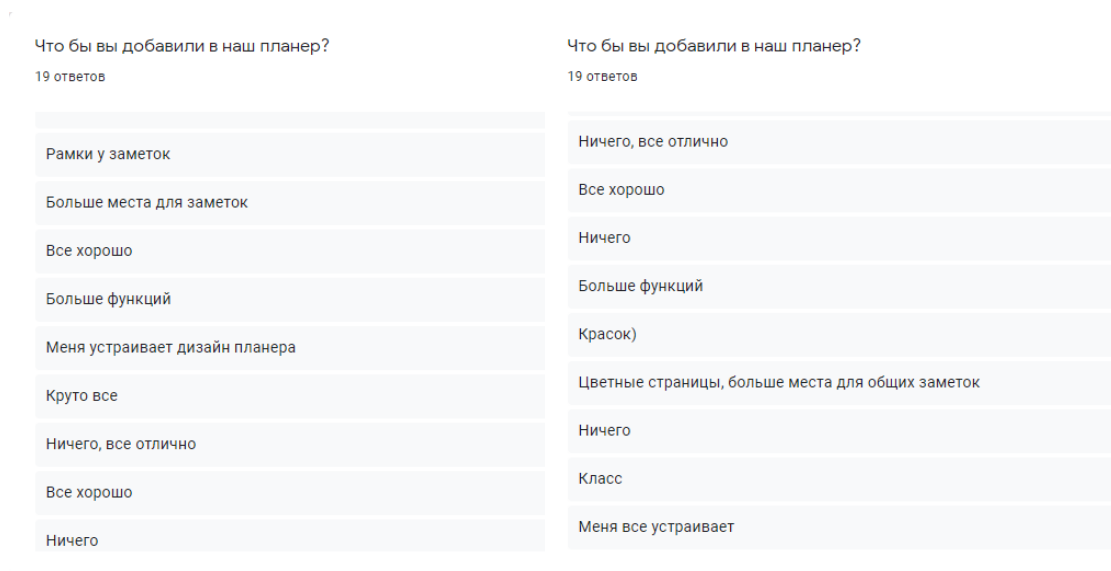 Что бы вы добавили в наш планер?
19 ответов
Рамки у заметок
Больше места для заметок
Все хорошо
Больше функций
Меня устраивает дизайн планера
Круто все
Ничего, все отлично
Все хорошо
Ничего
Что бы вы добавили в наш планер?
19 ответов
Ничего, все отлично
Все хорошо
Ничего
Больше функций
Красок)
Цветные страницы, больше места для общих заметок
Ничего
Класс
Меня все устраивает